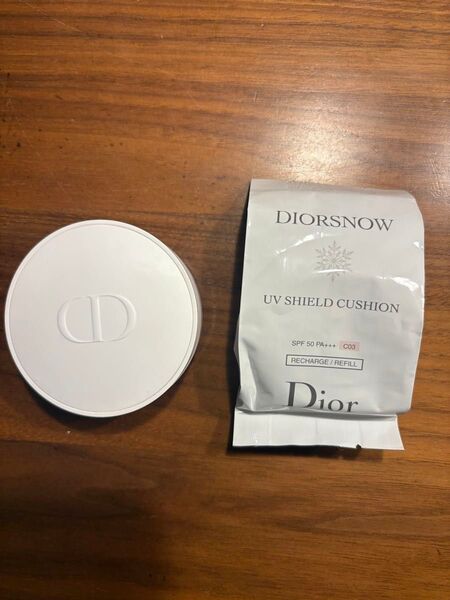 CD
DIORSNOW
UV SHIELD CUSHION
SPF 50 PA+++ C03
RECHARGE / REFILL
Dior